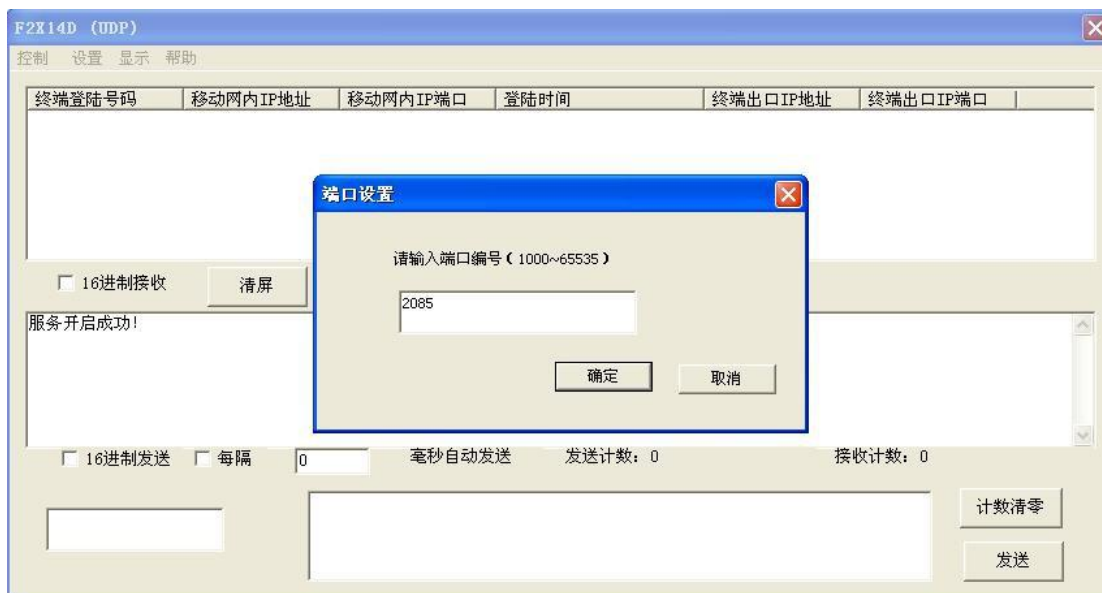 F2X14D (UDP)
控制 设置 显示 帮助
终端登陆号码 移动网内IP地址 移动网内IP端口 登陆时间 终端出口IP地址 终端出口IP端口
端口设置
请输入端口编号(1000~65535)
2085
确定 取消
16进制接收 清屏
服务开启成功!
16进制发送 每隔 0 毫秒自动发送 发送计数: 0 接收计数: 0
计数清零
发送